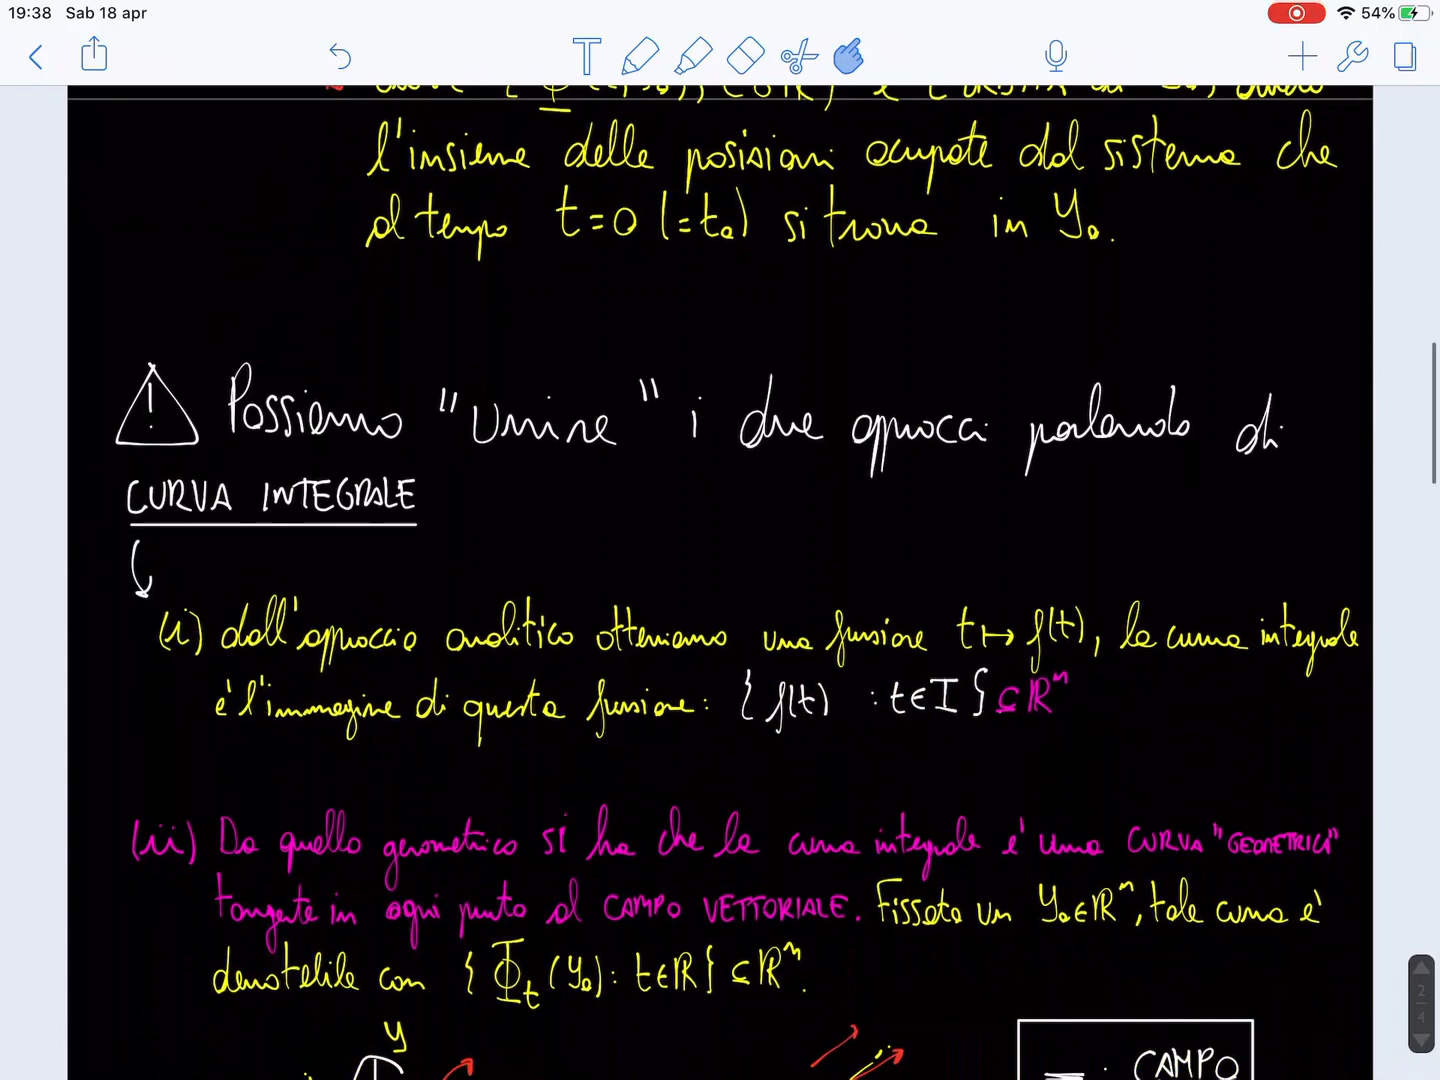 19:38 Sab 18 apr 54%
l'insieme delle posizioni occupate dal sistema che
al tempo t=0 (=t₀) si trova in y₀.
! Possiamo "unire" i due approcci parlando di
CURVA INTEGRALE
(i) dall'approccio analitico otteniamo una funzione t↦f(t), la curva integrale
è l'immagine di questa funzione: {f(t) : t∈I}⊆ℝⁿ
(ii) Da quello geometrico si ha che la curva integrale è una CURVA "GEOMETRICA"
tangente in ogni punto al CAMPO VETTORIALE. Fissato un y₀∈ℝⁿ, tale curva è
denotabile con {Φₜ(y₀): t∈ℝ}⊆ℝⁿ.
y
CAMPO
2
4